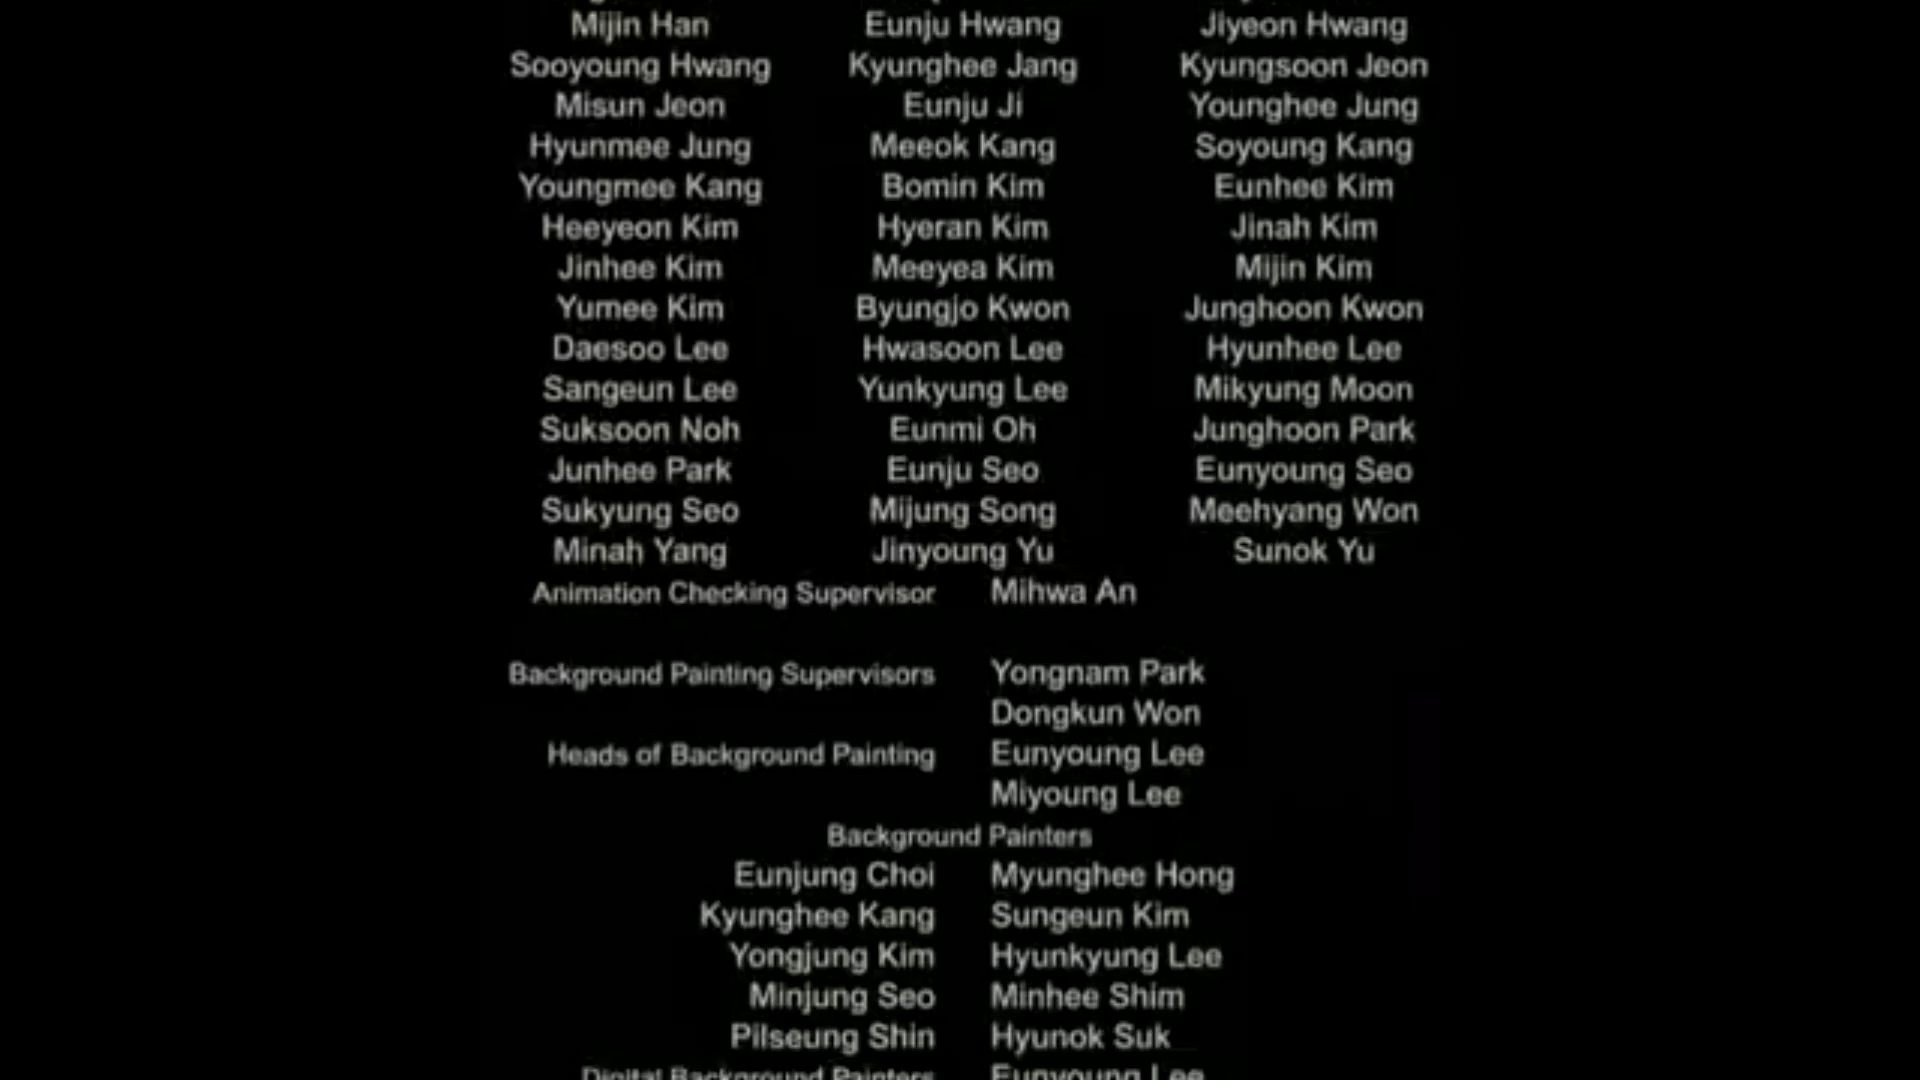 Mijin Han Eunju Hwang Jiyeon Hwang
Sooyoung Hwang Kyunghee Jang Kyungsoon Jeon
Misun Jeon Eunju Ji Younghee Jung
Hyunmee Jung Meeok Kang Soyoung Kang
Youngmee Kang Bomin Kim Eunhee Kim
Heeyeon Kim Hyeran Kim Jinah Kim
Jinhee Kim Meeyea Kim Mijin Kim
Yumee Kim Byungjo Kwon Junghoon Kwon
Daesoo Lee Hwasoon Lee Hyunhee Lee
Sangeun Lee Yunkyung Lee Mikyung Moon
Suksoon Noh Eunmi Oh Junghoon Park
Junhee Park Eunju Seo Eunyoung Seo
Sukyung Seo Mijung Song Meehyang Won
Minah Yang Jinyoung Yu Sunok Yu
Animation Checking Supervisor Mihwa An
Background Painting Supervisors Yongnam Park
Dongkun Won
Heads of Background Painting Eunyoung Lee
Miyoung Lee
Background Painters
Eunjung Choi Myunghee Hong
Kyunghee Kang Sungeun Kim
Yongjung Kim Hyunkyung Lee
Minjung Seo Minhee Shim
Pilseung Shin Hyunok Suk
Digital Background Painters Eunyoung Lee